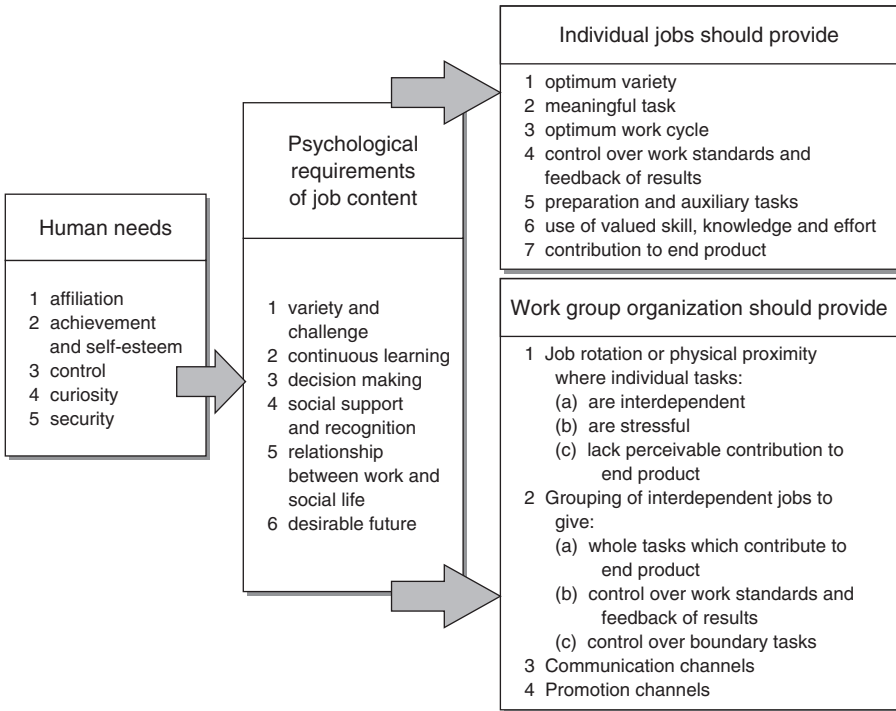 Human needs
1 affiliation
2 achievement
and self-esteem
3 control
4 curiosity
5 security
Psychological
requirements
of job content
1 variety and
challenge
2 continuous learning
3 decision making
4 social support
and recognition
5 relationship
between work and
social life
6 desirable future
Individual jobs should provide
1 optimum variety
2 meaningful task
3 optimum work cycle
4 control over work standards and
feedback of results
5 preparation and auxiliary tasks
6 use of valued skill, knowledge and effort
7 contribution to end product
Work group organization should provide
1 Job rotation or physical proximity
where individual tasks:
(a) are interdependent
(b) are stressful
(c) lack perceivable contribution to
end product
2 Grouping of interdependent jobs to
give:
(a) whole tasks which contribute to
end product
(b) control over work standards and
feedback of results
(c) control over boundary tasks
3 Communication channels
4 Promotion channels